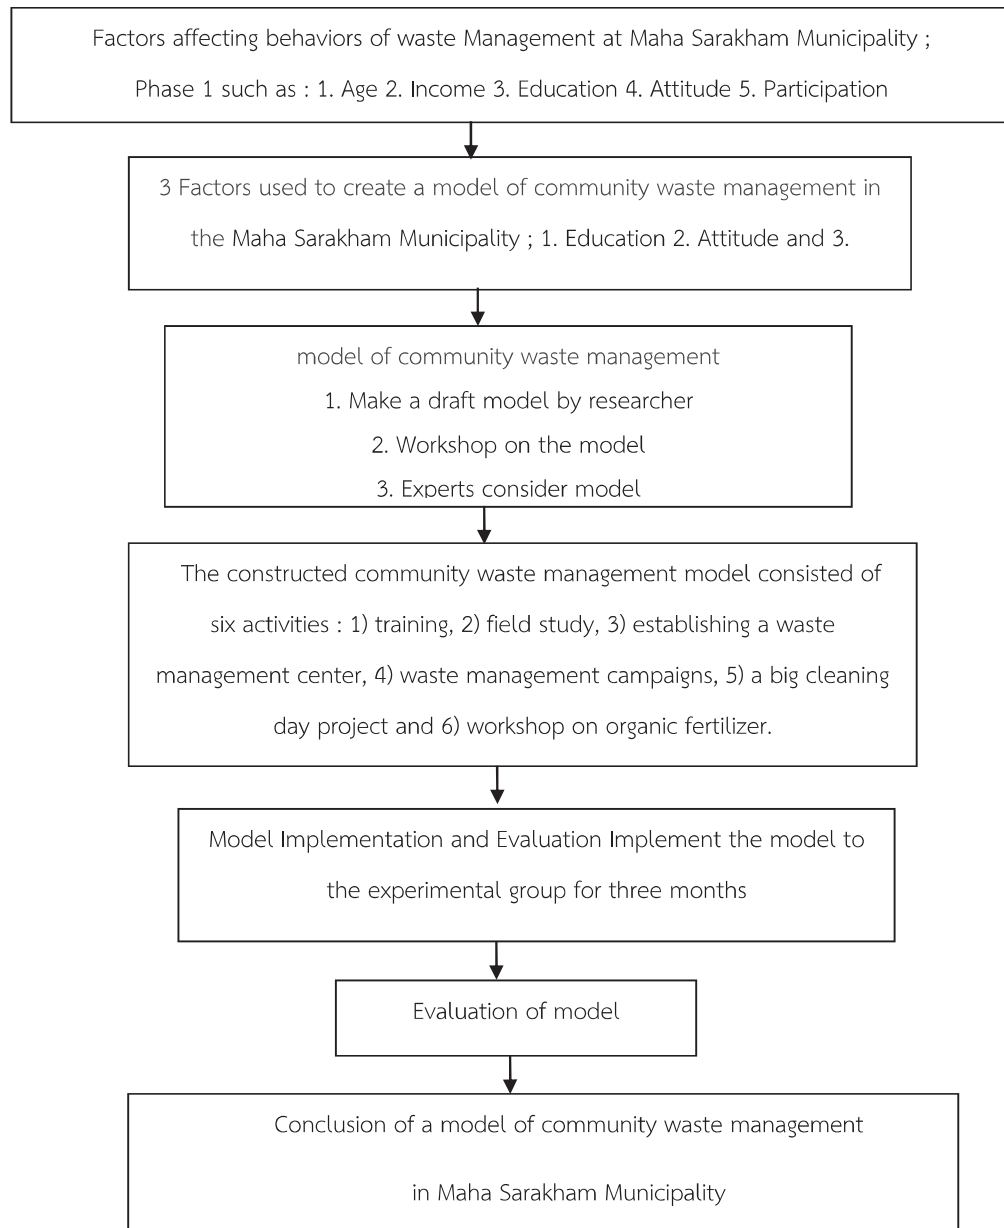 Factors affecting behaviors of waste Management at Maha Sarakham Municipality ;
Phase 1 such as : 1. Age 2. Income 3. Education 4. Attitude 5. Participation
3 Factors used to create a model of community waste management in
the Maha Sarakham Municipality ; 1. Education 2. Attitude and 3.
model of community waste management
1. Make a draft model by researcher
2. Workshop on the model
3. Experts consider model
The constructed community waste management model consisted of
six activities : 1) training, 2) field study, 3) establishing a waste
management center, 4) waste management campaigns, 5) a big cleaning
day project and 6) workshop on organic fertilizer.
Model Implementation and Evaluation Implement the model to
the experimental group for three months
Evaluation of model
Conclusion of a model of community waste management
in Maha Sarakham Municipality